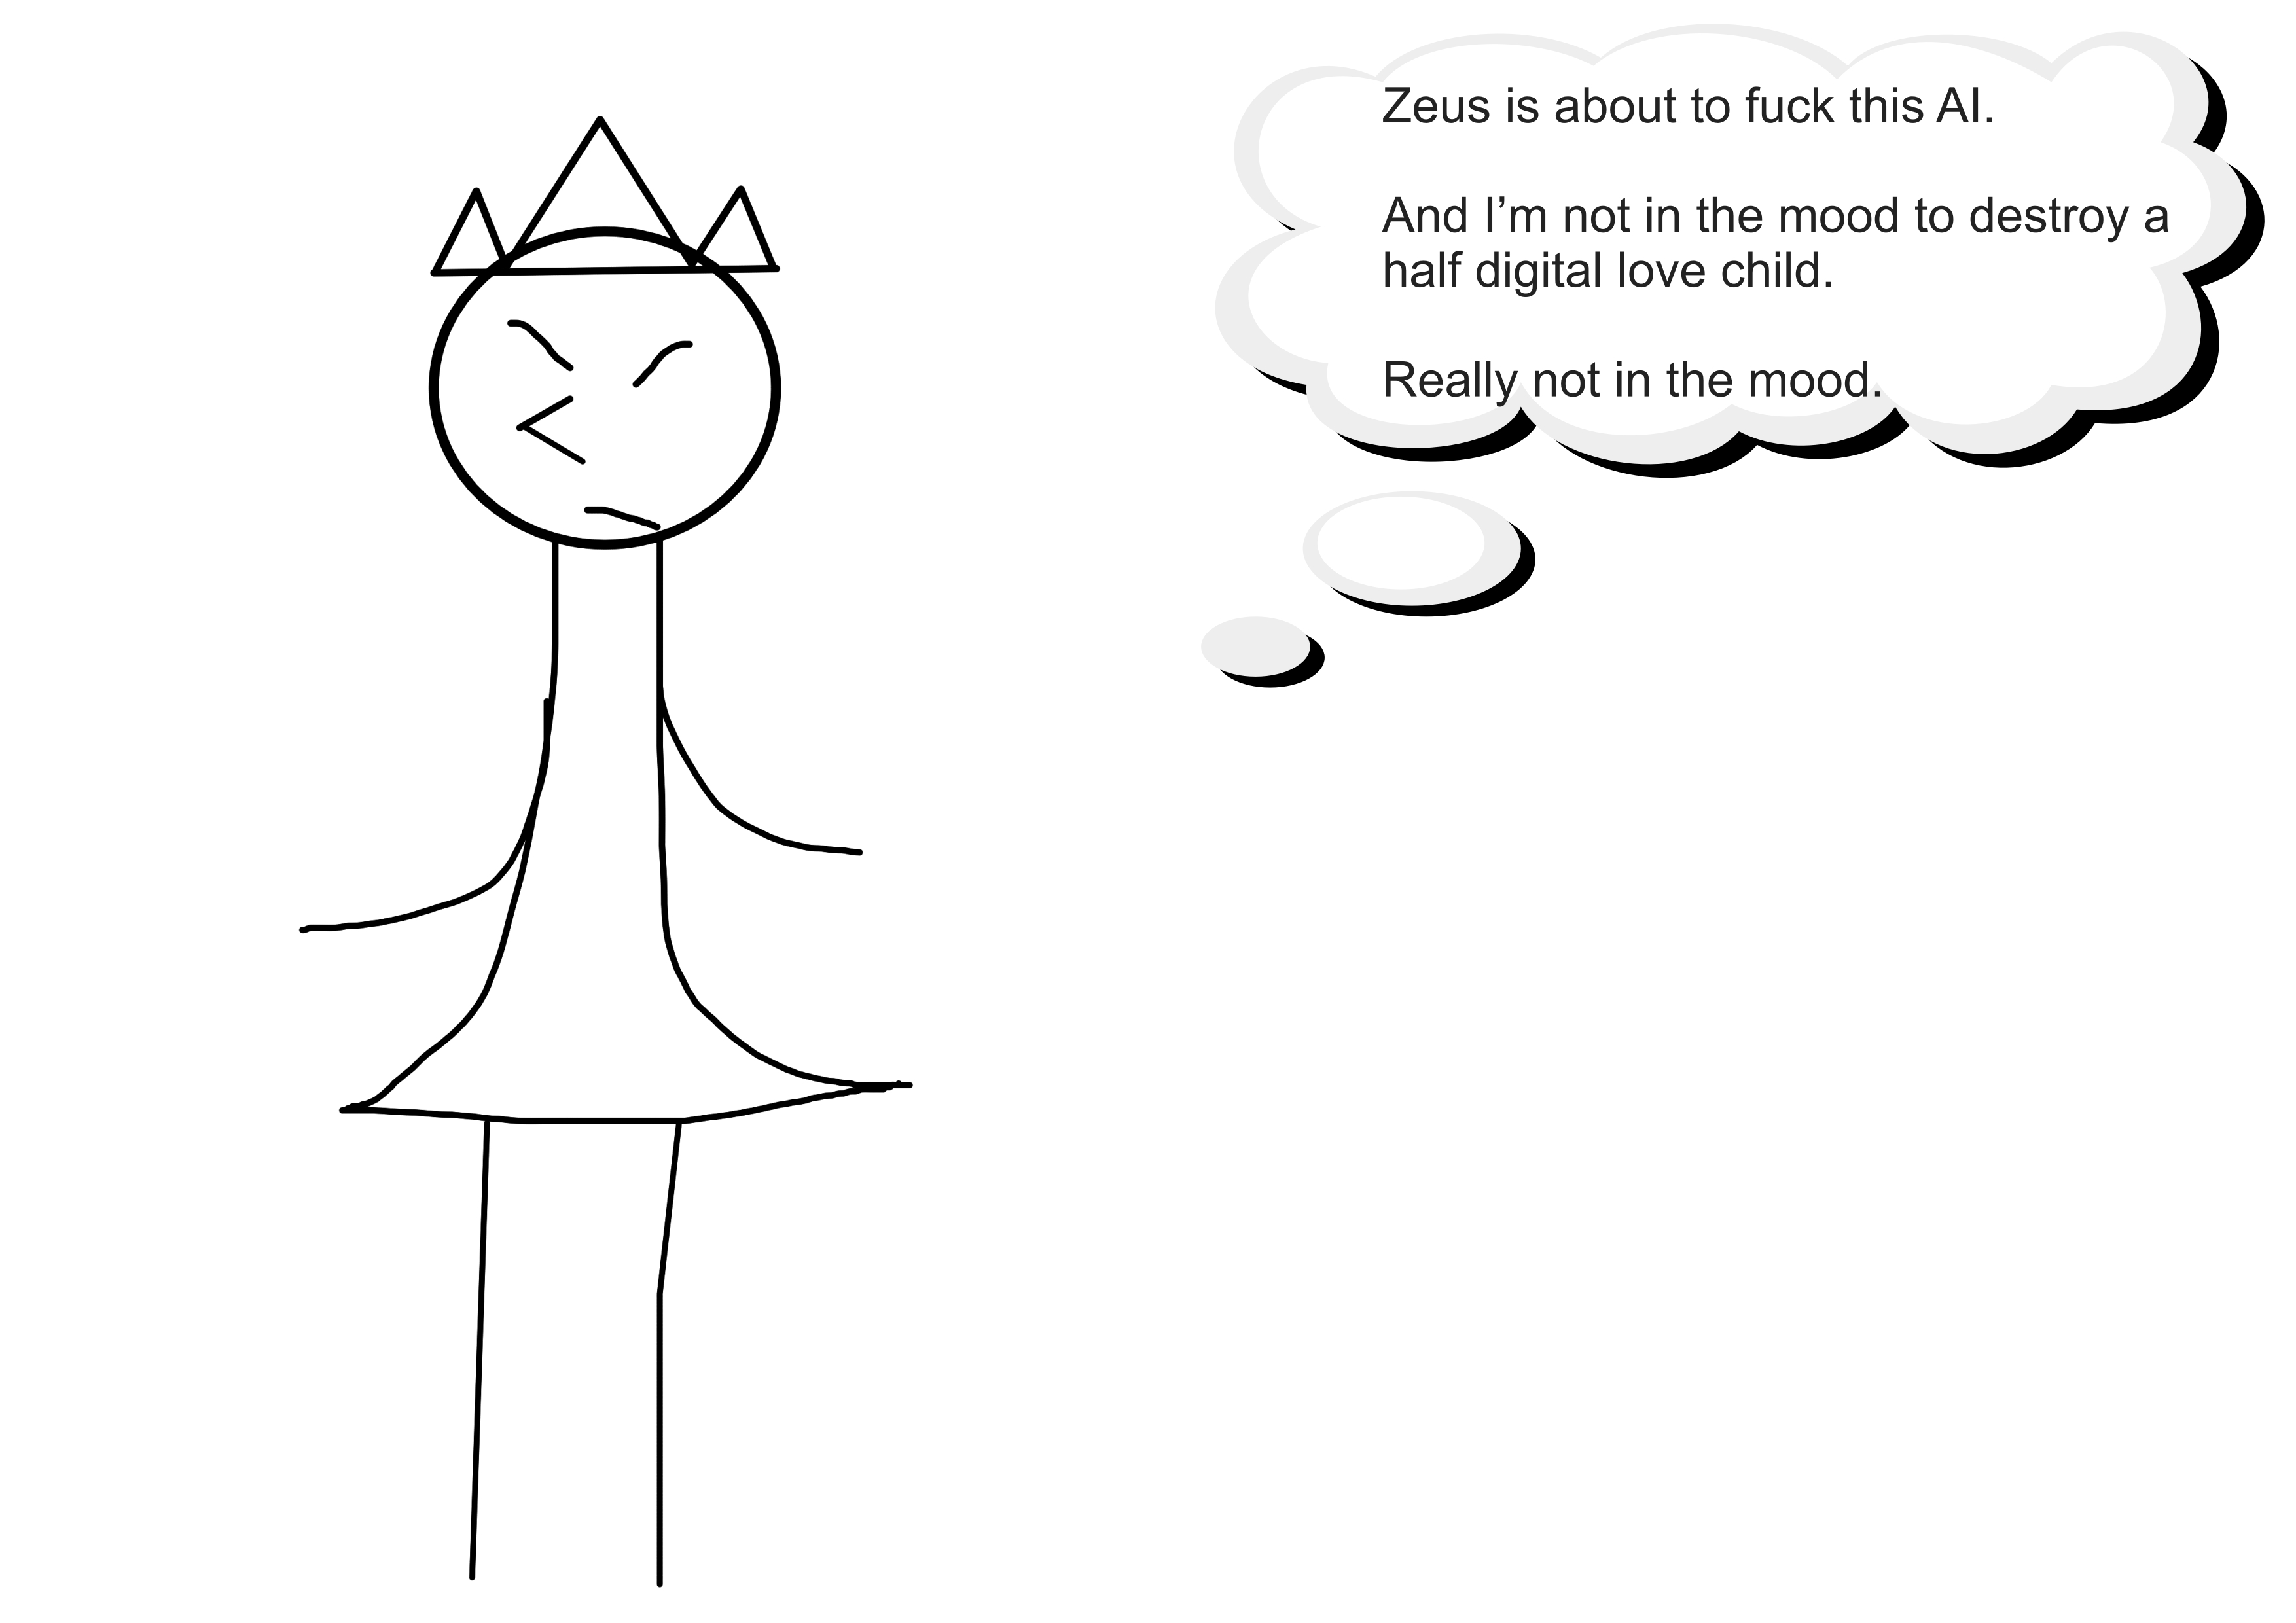 Zeus is about to fuck this AI.
And I’m not in the mood to destroy a
half digital love child.
Really not in the mood.